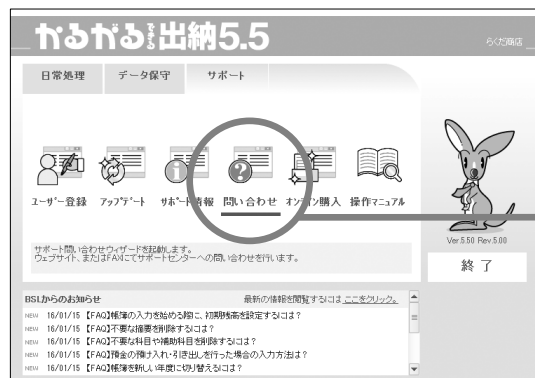 かるがるできる出納5.5
らくだ商店
日常処理 データ保守 サポート
ユーザー登録 アップデート サポート情報 問い合わせ オンライン購入 操作マニュアル
サポート問い合わせウィザードを起動します。
ウェブサイト、またはFAXにてサポートセンターへの問い合わせを行います。
Ver.5.50 Rev.5.00
終了
BSLからのお知らせ 最新の情報を閲覧するには ここをクリック。
NEW 16/01/15 【FAQ】帳簿の入力を始める際に、初期残高を設定するには?
NEW 16/01/15 【FAQ】不要な摘要を削除するには?
NEW 16/01/15 【FAQ】不要な科目や補助科目を削除するには?
NEW 16/01/15 【FAQ】預金の預け入れ・引き出しを行った場合の入力方法は?
NEW 16/01/15 【FAQ】帳簿を新しい年度に切り替えるには?